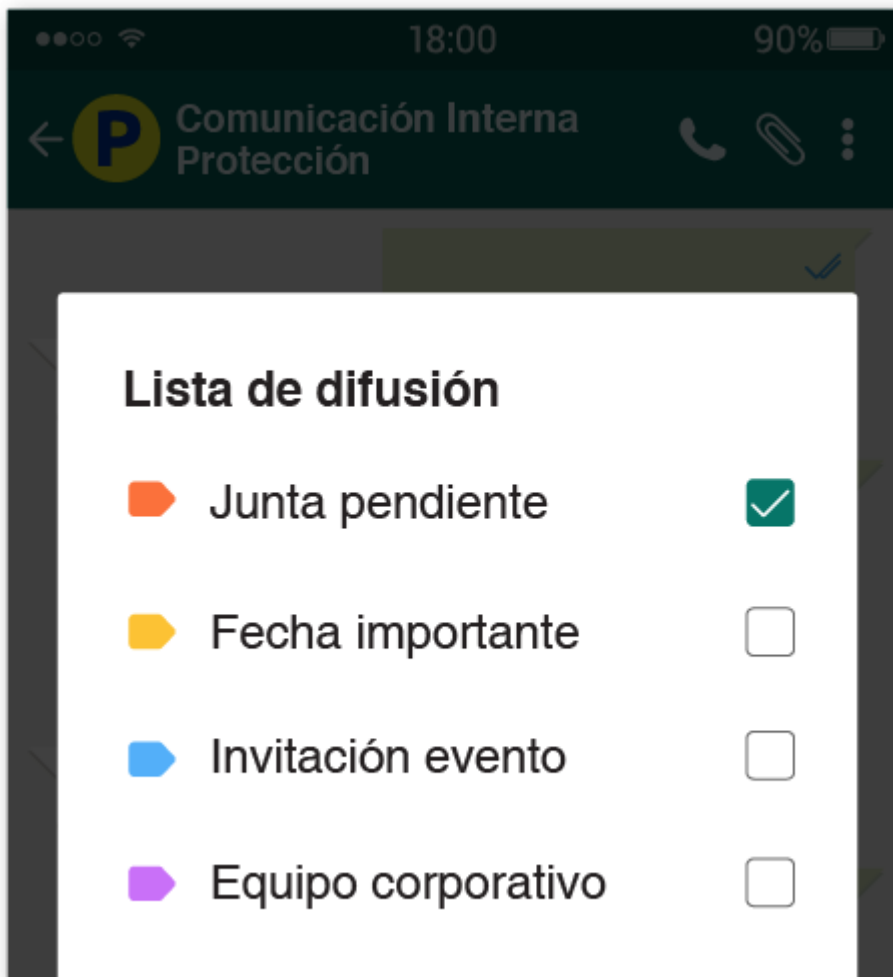 18:00 90%
P Comunicación Interna
Protección
Lista de difusión
Junta pendiente
Fecha importante
Invitación evento
Equipo corporativo